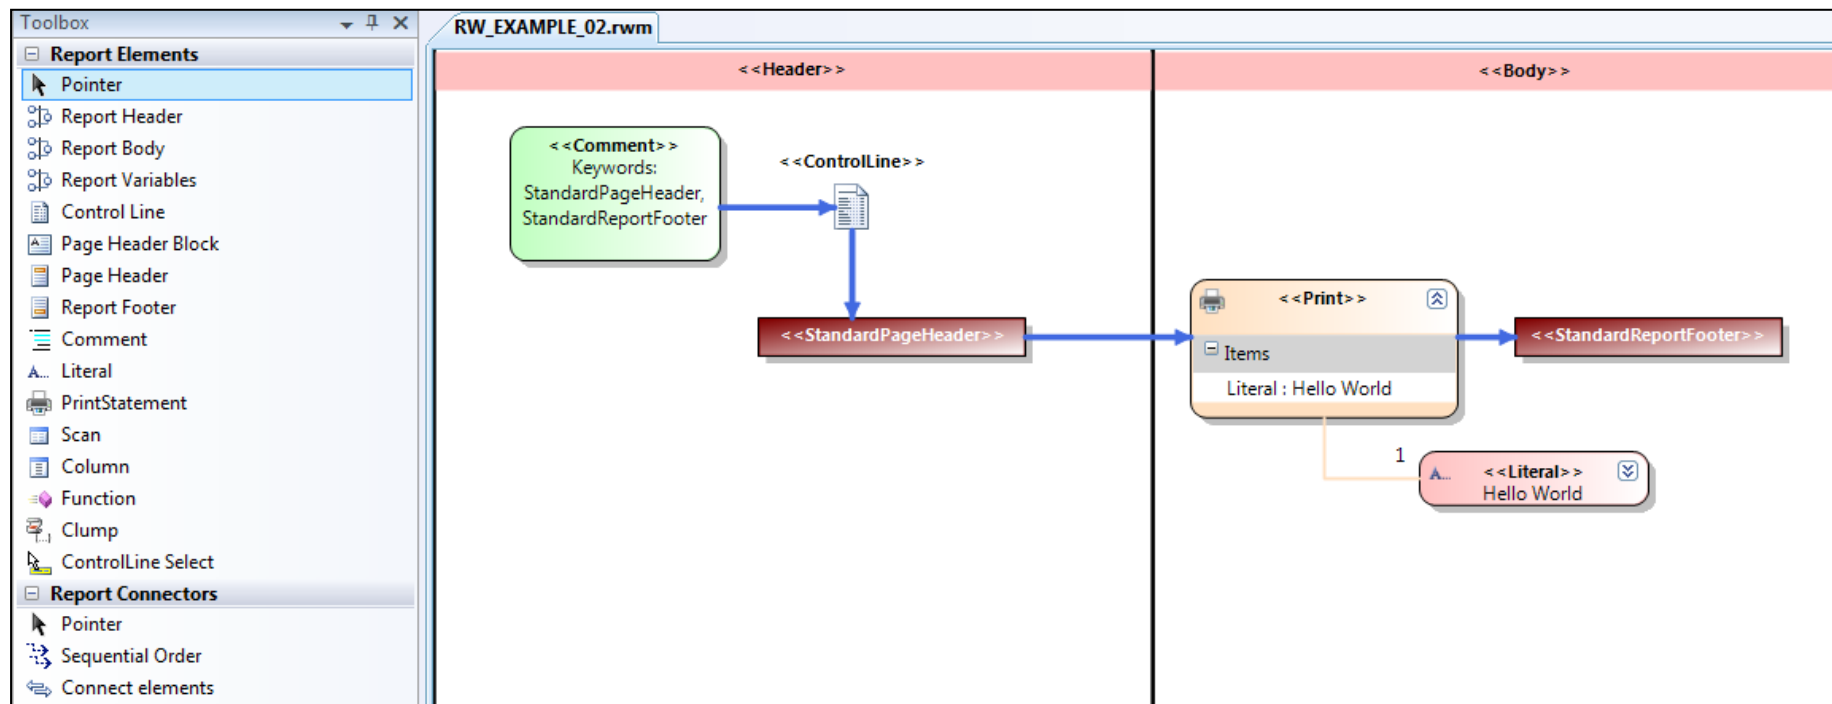 Toolbox
Report Elements
Pointer
Report Header
Report Body
Report Variables
Control Line
Page Header Block
Page Header
Report Footer
Comment
Literal
PrintStatement
Scan
Column
Function
Clump
ControlLine Select
Report Connectors
Pointer
Sequential Order
Connect elements
RW_EXAMPLE_02.rwm
<<Header>>
<<Comment>>
Keywords:
StandardPageHeader,
StandardReportFooter
<<ControlLine>>
<<StandardPageHeader>>
<<Body>>
<<Print>>
Items
Literal : Hello World
<<StandardReportFooter>>
1
A... <<Literal>>
Hello World